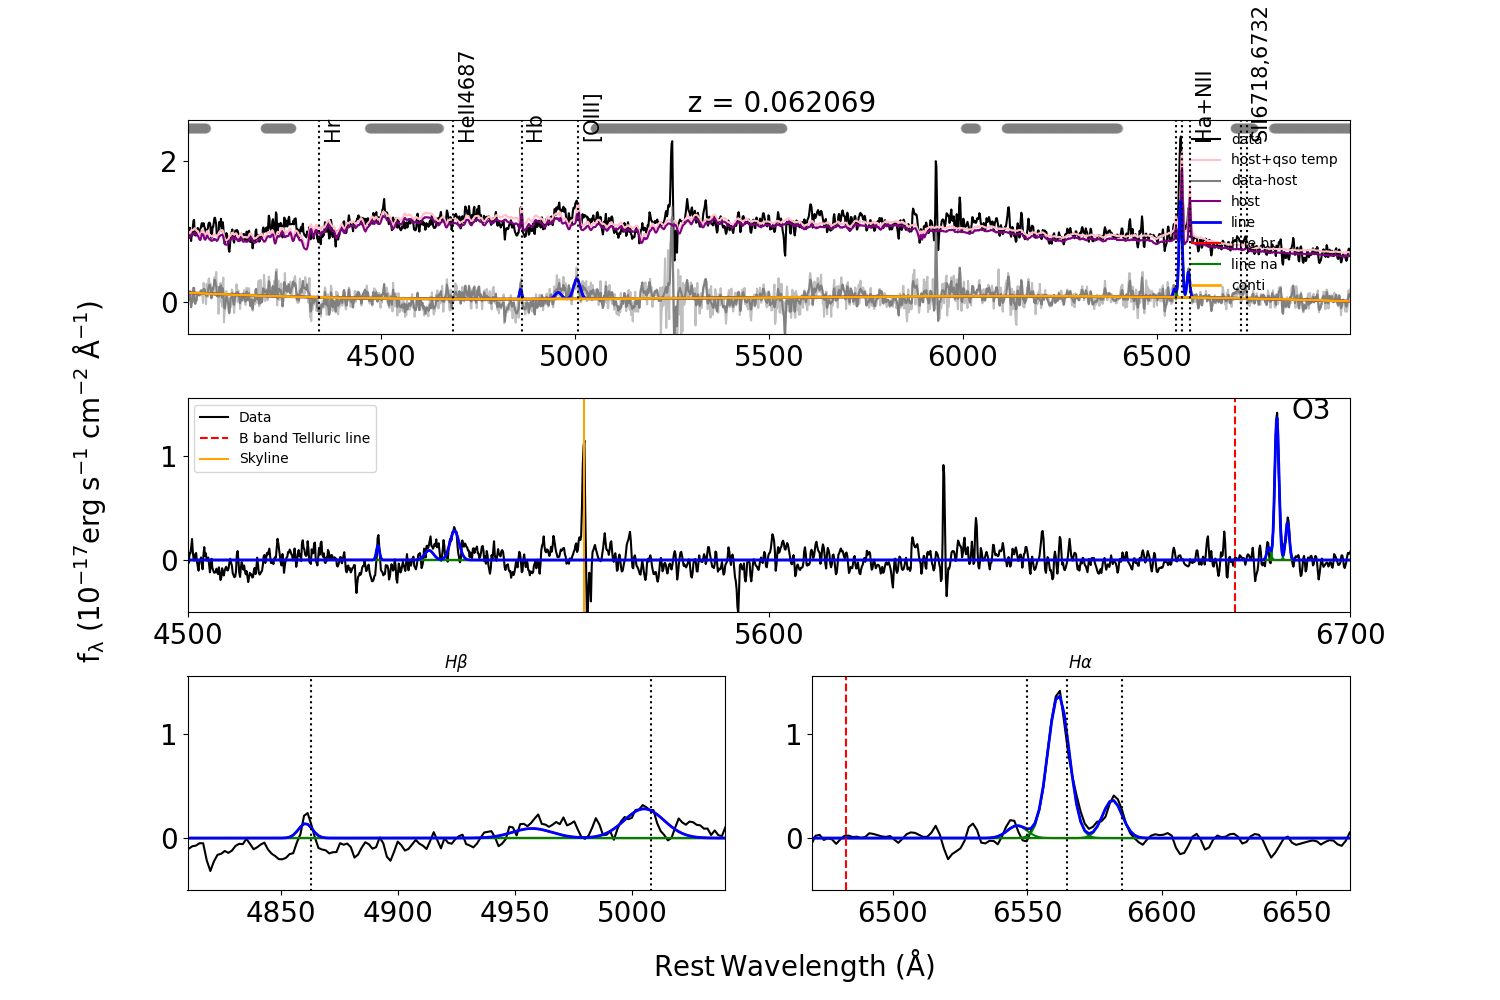 z = 0.062069
Hr
HeII4687
Hb
[OIII]
Ha+NII
SII6718,6732
data
host+qso temp
data-host
host
line
line br
line na
conti
2
1
0
4500
5000
5500
6000
6500
Data
B band Telluric line
Skyline
O3
1
0
4500
5600
6700
fλ (10⁻¹⁷erg s⁻¹ cm⁻² Å⁻¹)
Hβ
1
0
4850
4900
4950
5000
Hα
1
0
6500
6550
6600
6650
Rest Wavelength (Å)